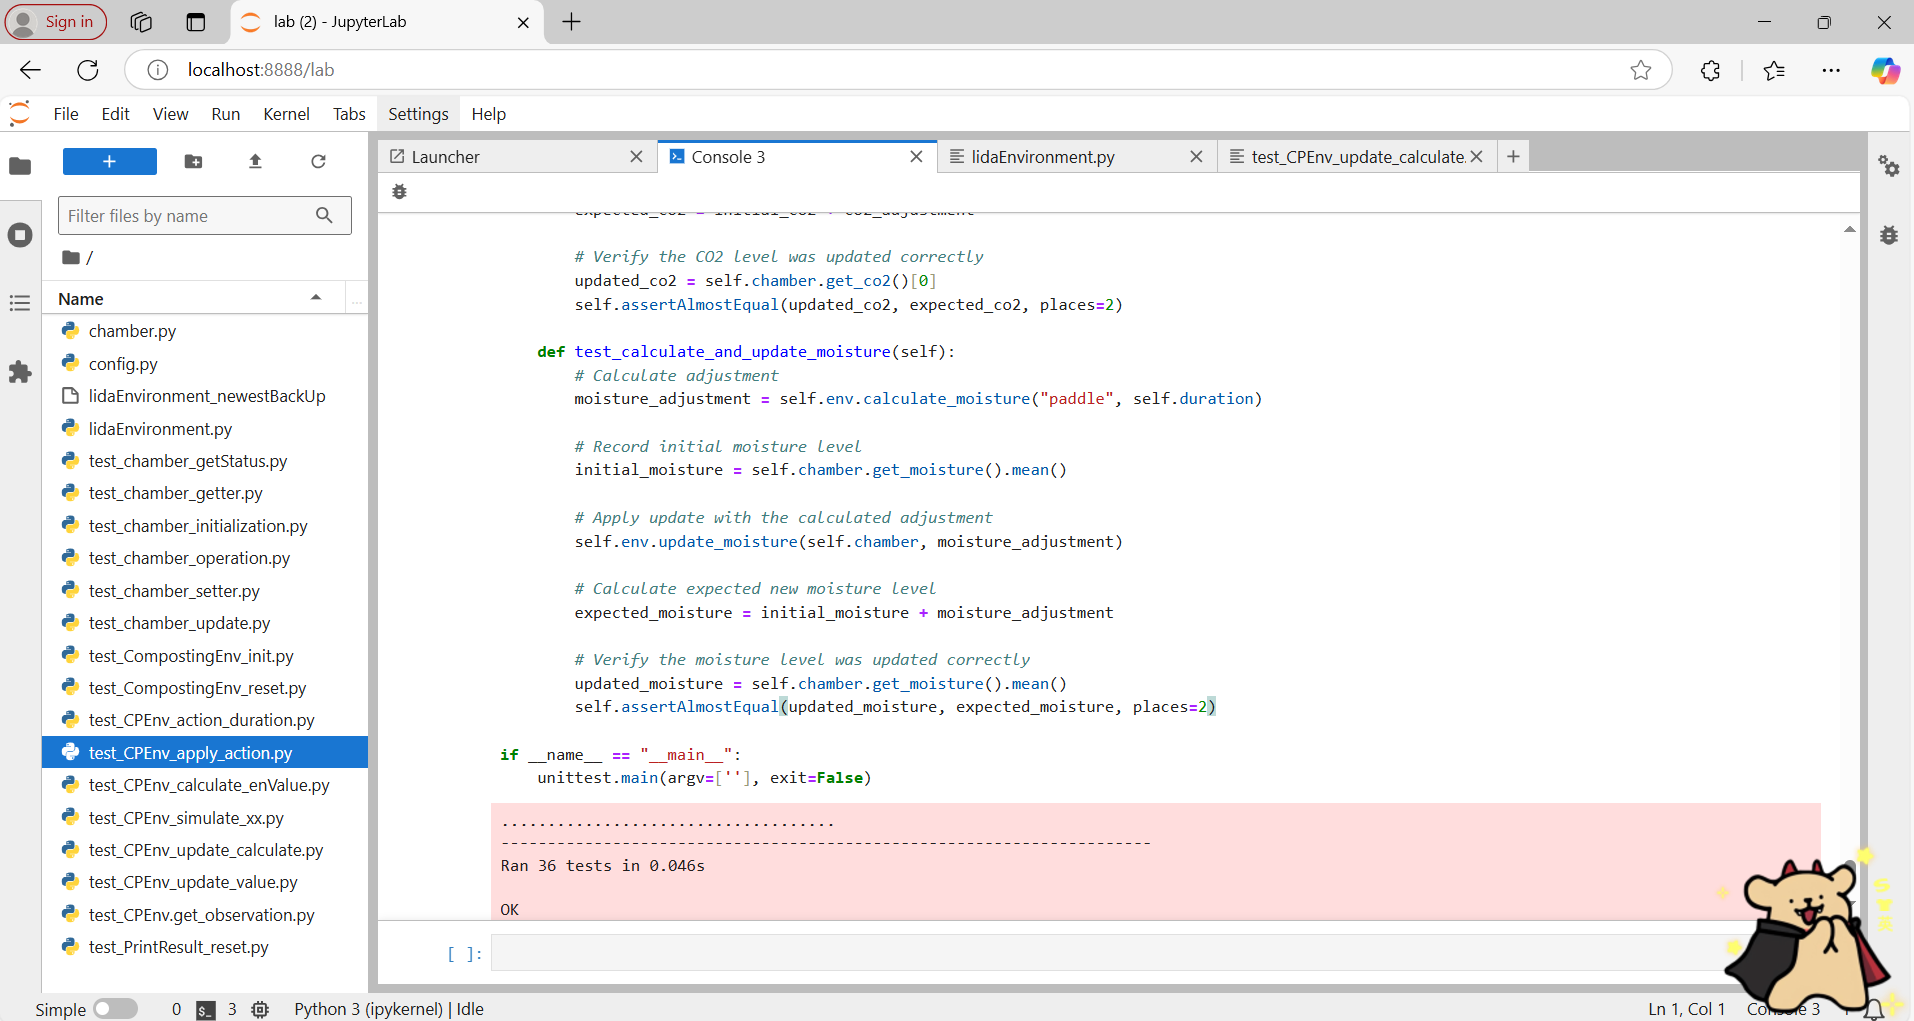 Sign in
lab (2) - JupyterLab
localhost:8888/lab
File Edit View Run Kernel Tabs Settings Help
Launcher
Console 3
lidaEnvironment.py
test_CPEnv_update_calculate.
Filter files by name
/
Name
...
chamber.py
config.py
lidaEnvironment_newestBackUp
lidaEnvironment.py
test_chamber_getStatus.py
test_chamber_getter.py
test_chamber_initialization.py
test_chamber_operation.py
test_chamber_setter.py
test_chamber_update.py
test_CompostingEnv_init.py
test_CompostingEnv_reset.py
test_CPEnv_action_duration.py
test_CPEnv_apply_action.py
test_CPEnv_calculate_enValue.py
test_CPEnv_simulate_xx.py
test_CPEnv_update_calculate.py
test_CPEnv_update_value.py
test_CPEnv.get_observation.py
test_PrintResult_reset.py
expected_co2 = initial_co2 + co2_adjustment
# Verify the CO2 level was updated correctly
updated_co2 = self.chamber.get_co2()[0]
self.assertAlmostEqual(updated_co2, expected_co2, places=2)
def test_calculate_and_update_moisture(self):
# Calculate adjustment
moisture_adjustment = self.env.calculate_moisture("paddle", self.duration)
# Record initial moisture level
initial_moisture = self.chamber.get_moisture().mean()
# Apply update with the calculated adjustment
self.env.update_moisture(self.chamber, moisture_adjustment)
# Calculate expected new moisture level
expected_moisture = initial_moisture + moisture_adjustment
# Verify the moisture level was updated correctly
updated_moisture = self.chamber.get_moisture().mean()
self.assertAlmostEqual(updated_moisture, expected_moisture, places=2)
if __name__ == "__main__":
unittest.main(argv=[''], exit=False)
....................................
----------------------------------------------------------------------
Ran 36 tests in 0.046s
OK
[ ]:
Simple 0 3 Python 3 (ipykernel) | Idle
Ln 1, Col 1